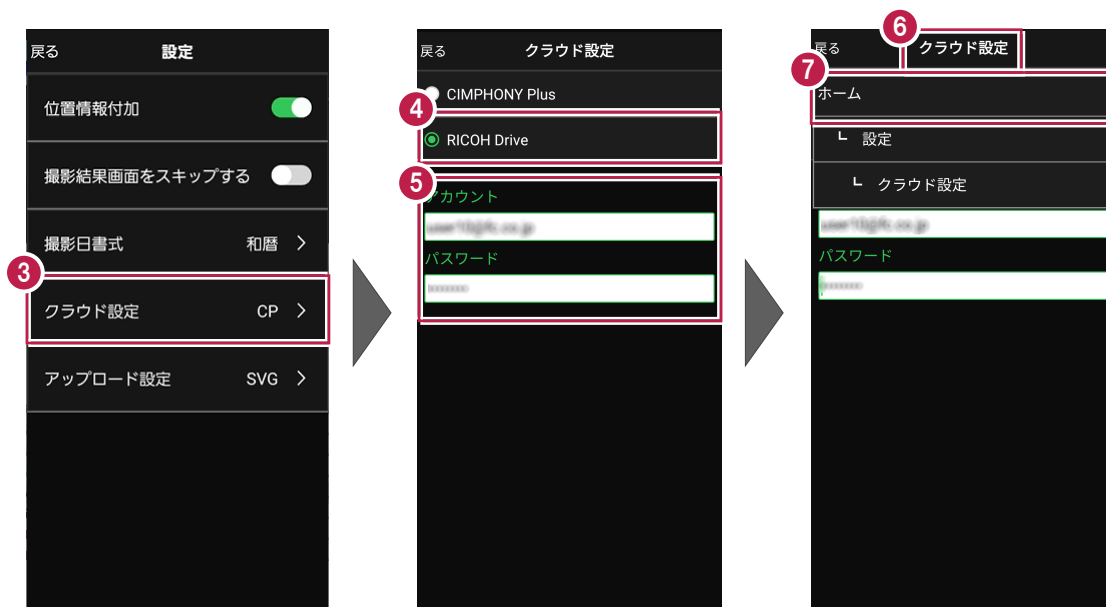 戻る 設定
位置情報付加
撮影結果画面をスキップする
撮影日書式 和暦
3
クラウド設定 CP
アップロード設定 SVG
戻る クラウド設定
CIMPHONY Plus
4
RICOH Drive
5
アカウント
パスワード
6
戻る クラウド設定
7
ホーム
┗ 設定
┗ クラウド設定
パスワード